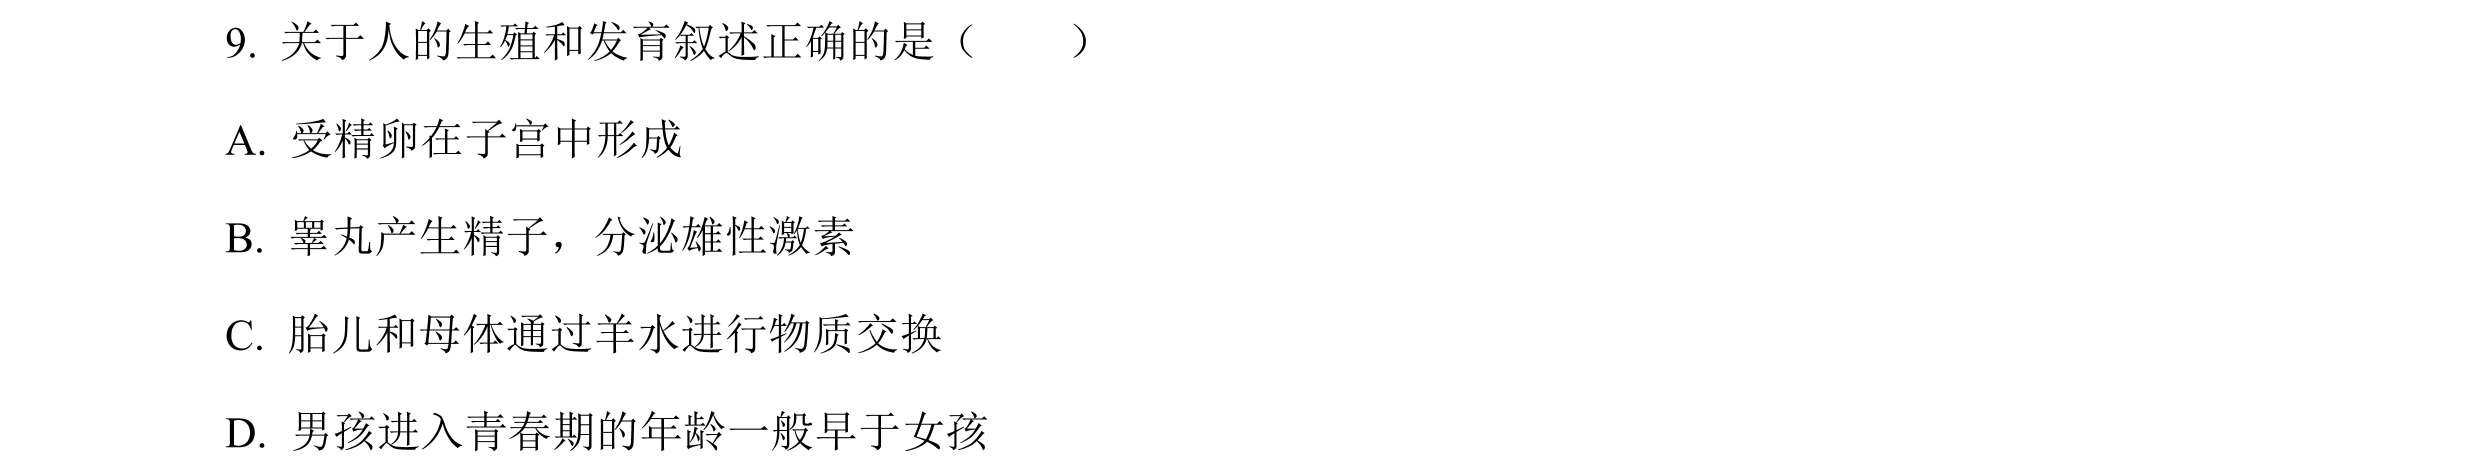 9. 关于人的生殖和发育叙述正确的是（　　）
A. 受精卵在子宫中形成
B. 睾丸产生精子，分泌雄性激素
C. 胎儿和母体通过羊水进行物质交换
D. 男孩进入青春期的年龄一般早于女孩